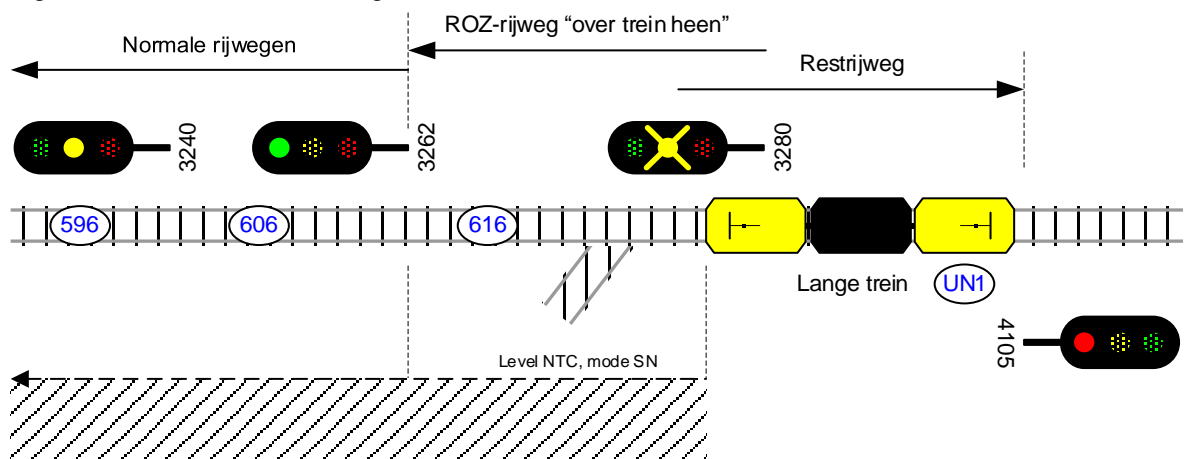 ROZ-rijweg “over trein heen”
Normale rijwegen
Restrijweg
3240
3262
3280
596
606
616
Lange trein
UN1
4105
Level NTC, mode SN